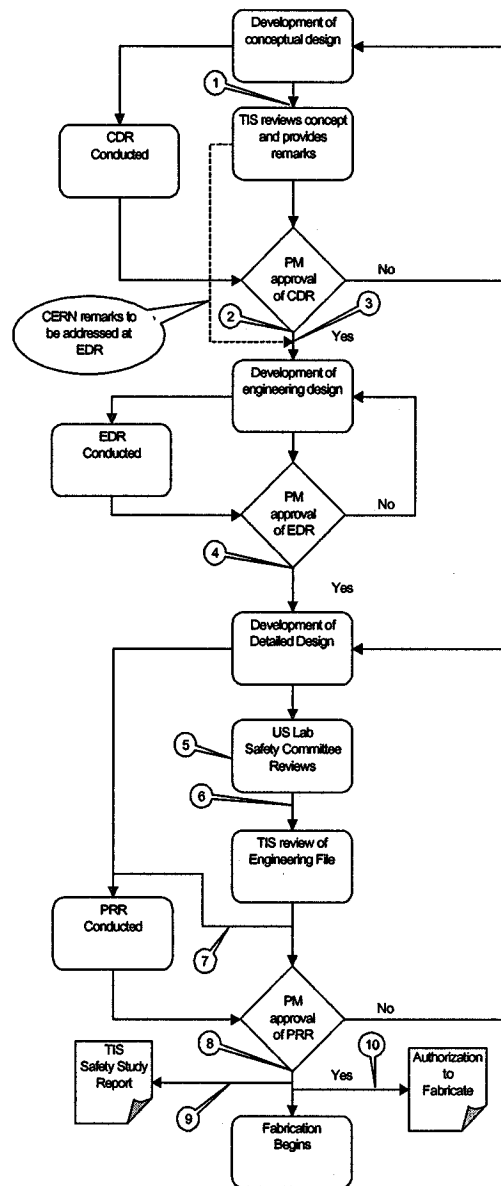 Development of
conceptual design
1
TIS reviews concept
and provides
remarks
CDR
Conducted
PM
approval
of CDR
No
2
3
Yes
CERN remarks to
be addressed at
EDR
Development of
engineering design
EDR
Conducted
PM
approval
of EDR
No
4
Yes
Development of
Detailed Design
5
US Lab
Safety Committee
Reviews
6
TIS review of
Engineering File
PRR
Conducted
7
PM
approval
of PRR
No
8
TIS
Safety Study
Report
9
Yes
10
Authorization
to
Fabricate
Fabrication
Begins